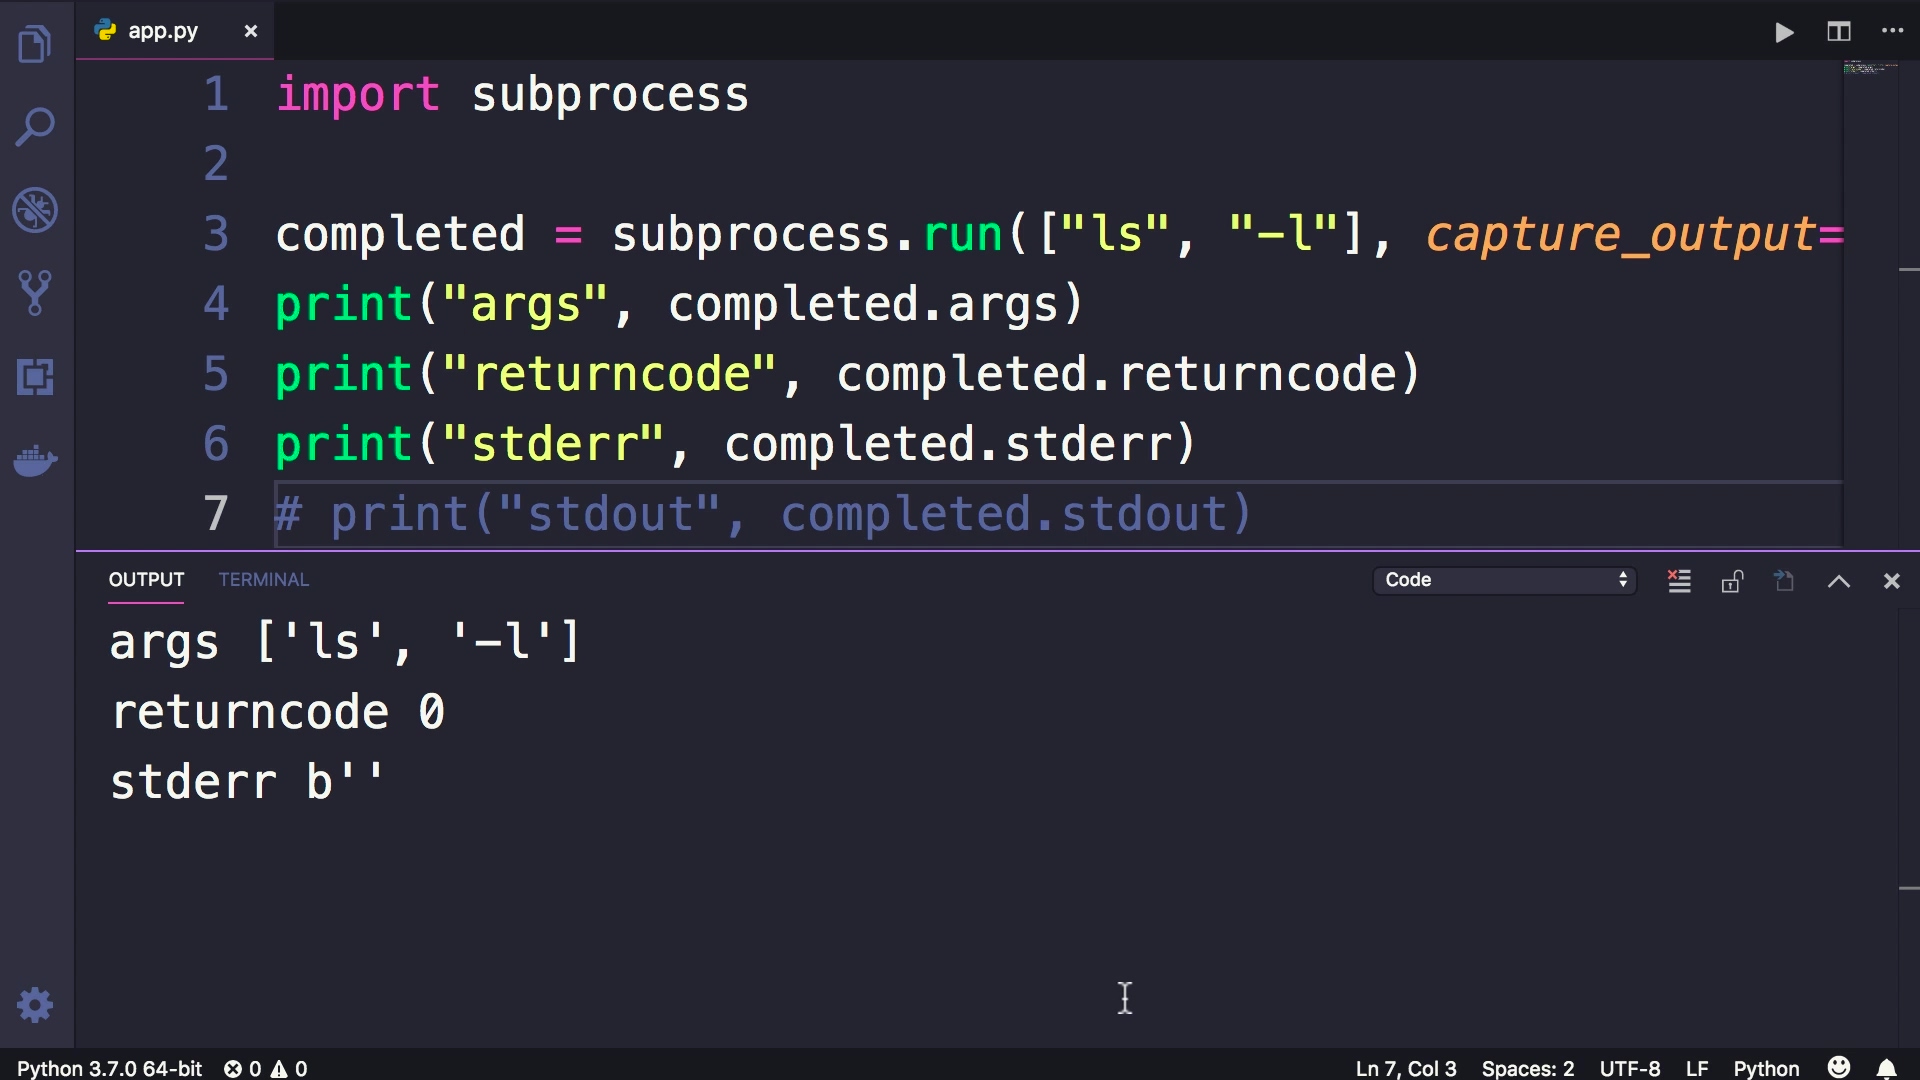 app.py
1 import subprocess
2
3 completed = subprocess.run(["ls", "-l"], capture_output=
4 print("args", completed.args)
5 print("returncode", completed.returncode)
6 print("stderr", completed.stderr)
7 # print("stdout", completed.stdout)
OUTPUT TERMINAL Code
args ['ls', '-l']
returncode 0
stderr b''
Python 3.7.0 64-bit 0 0 Ln 7, Col 3 Spaces: 2 UTF-8 LF Python